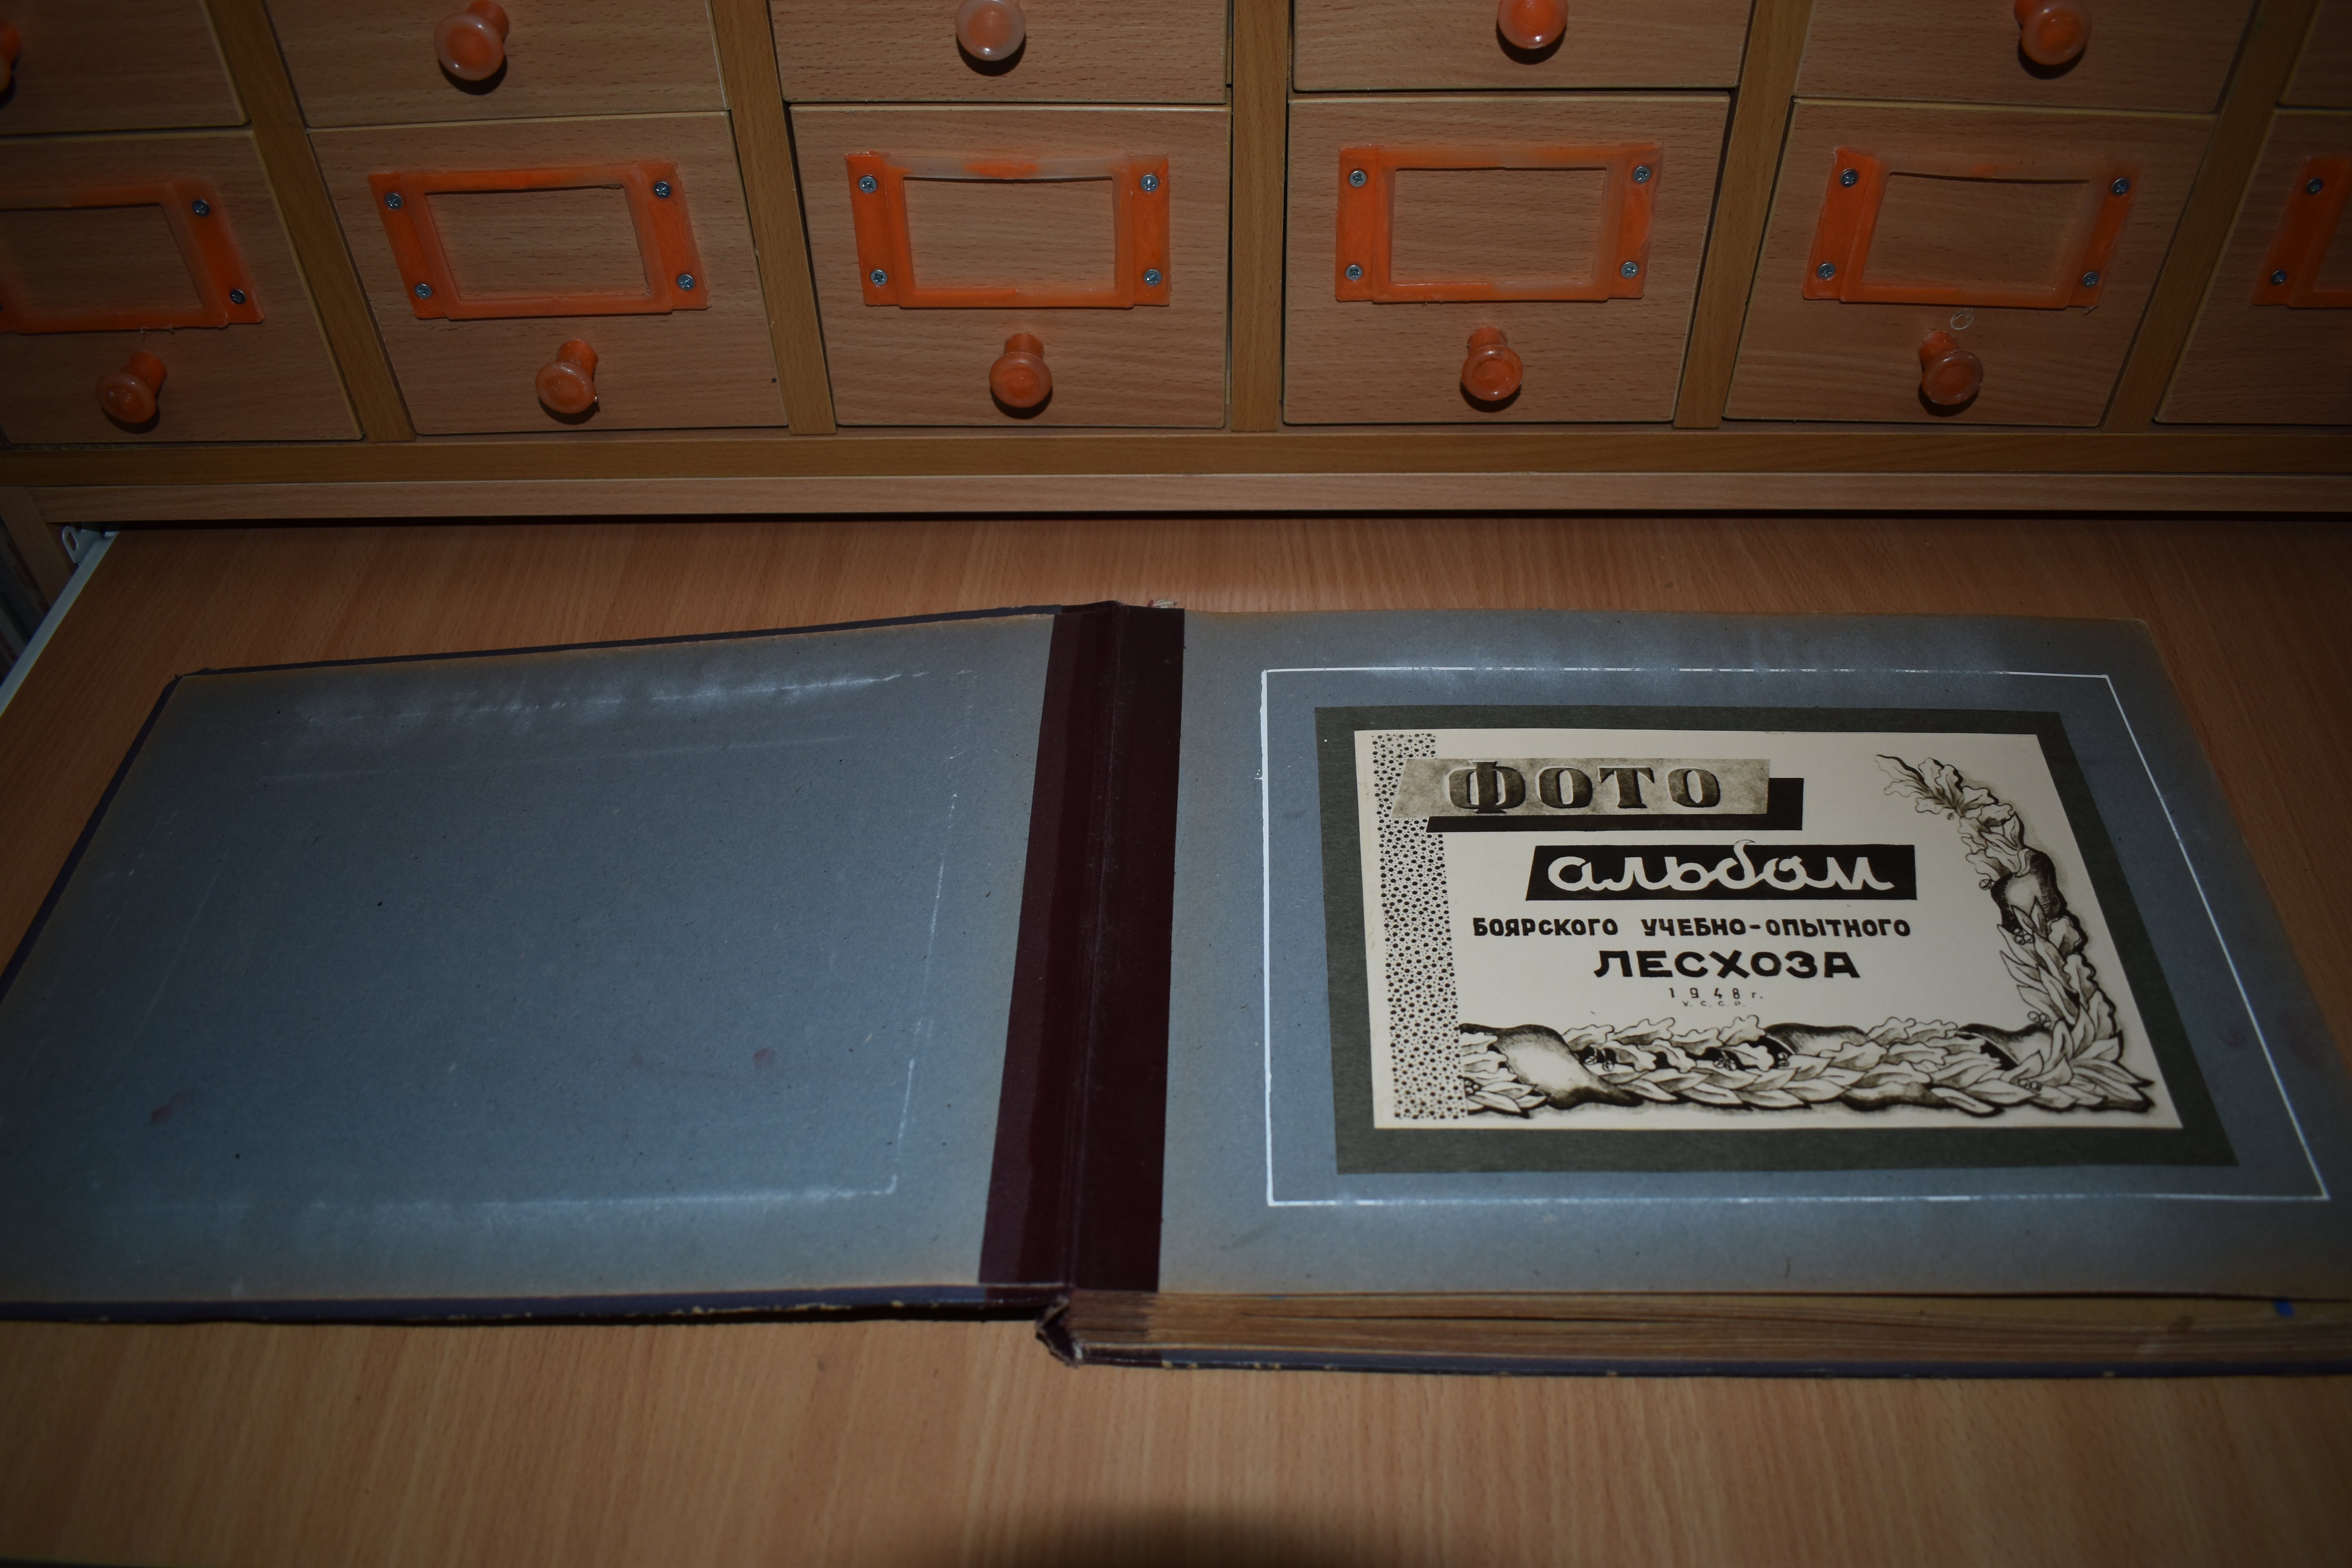 ФОТО
альбом
БОЯРСКОГО УЧЕБНО-ОПЫТНОГО
ЛЕСХОЗА
1948 г.
У.С.С.Р.